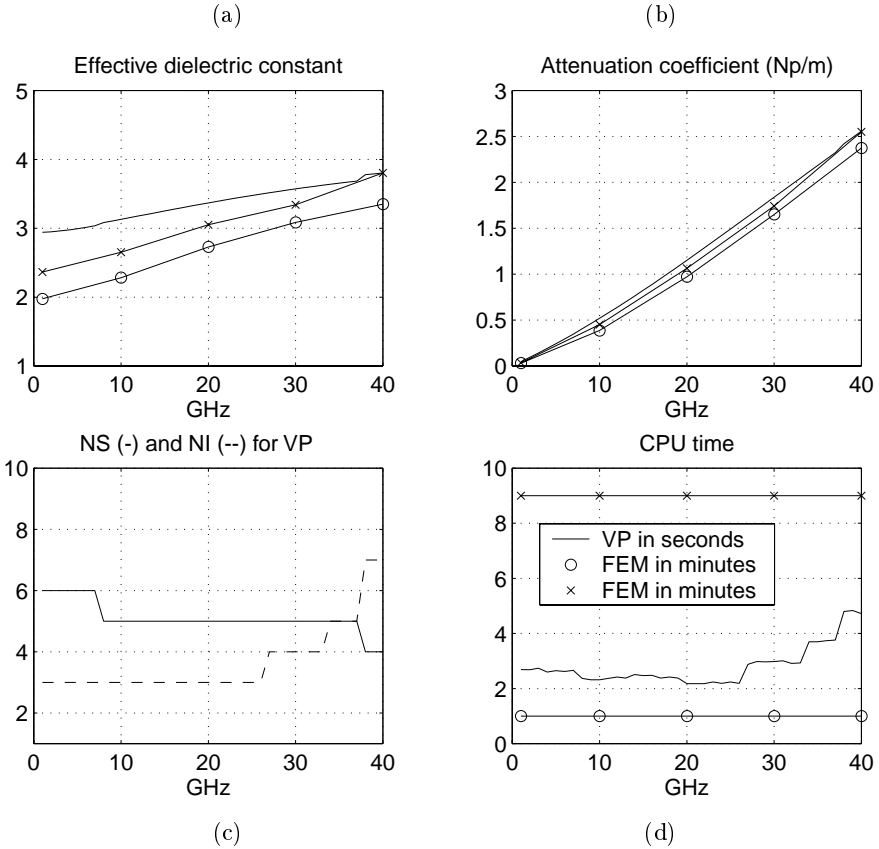 (a)
(b)
Effective dielectric constant
5
4
3
2
1
0 10 20 30 40
GHz
Attenuation coefficient (Np/m)
3
2.5
2
1.5
1
0.5
0
0 10 20 30 40
GHz
NS (-) and NI (--) for VP
10
8
6
4
2
0 10 20 30 40
GHz
(c)
CPU time
10
8
6
4
2
0
VP in seconds
FEM in minutes
FEM in minutes
0 10 20 30 40
GHz
(d)